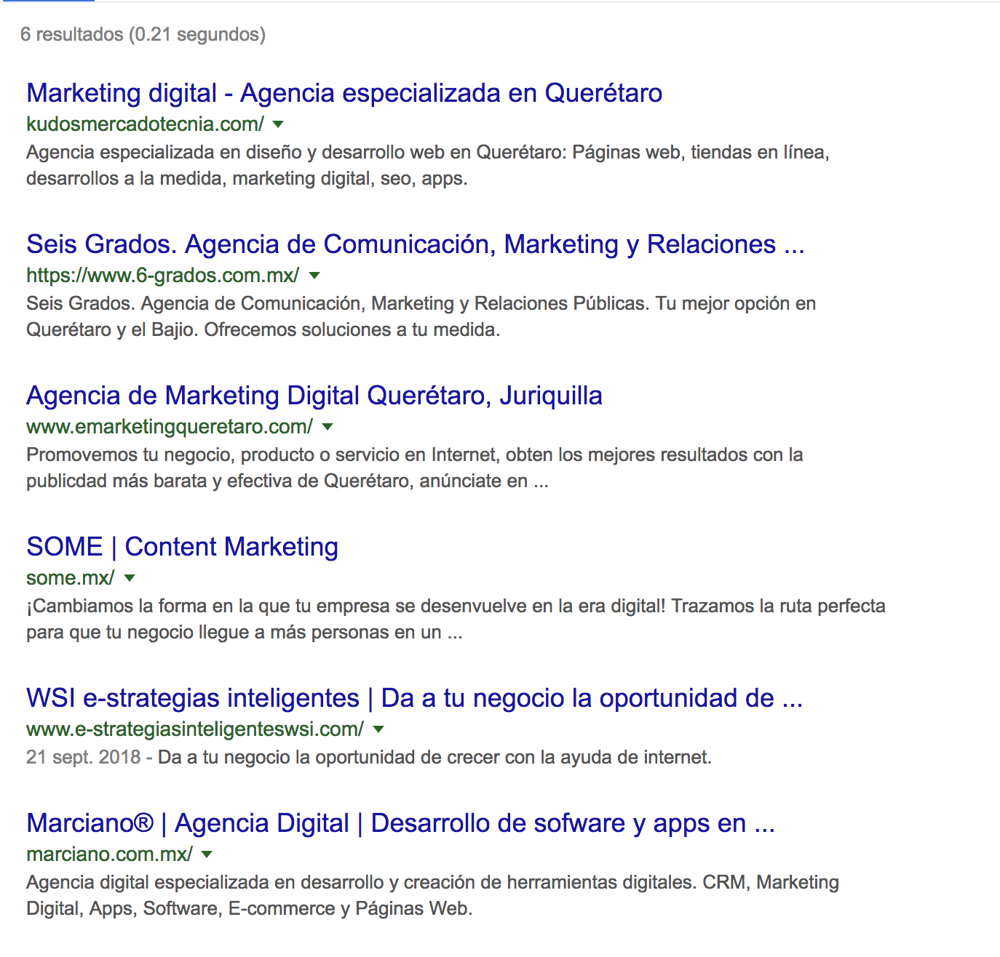 6 resultados (0.21 segundos)
Marketing digital - Agencia especializada en Querétaro
kudosmercadotecnia.com/
Agencia especializada en diseño y desarrollo web en Querétaro: Páginas web, tiendas en línea,
desarrollos a la medida, marketing digital, seo, apps.
Seis Grados. Agencia de Comunicación, Marketing y Relaciones ...
https://www.6-grados.com.mx/
Seis Grados. Agencia de Comunicación, Marketing y Relaciones Públicas. Tu mejor opción en
Querétaro y el Bajio. Ofrecemos soluciones a tu medida.
Agencia de Marketing Digital Querétaro, Juriquilla
www.emarketingqueretaro.com/
Promovemos tu negocio, producto o servicio en Internet, obten los mejores resultados con la
publicdad más barata y efectiva de Querétaro, anúnciate en ...
SOME | Content Marketing
some.mx/
¡Cambiamos la forma en la que tu empresa se desenvuelve en la era digital! Trazamos la ruta perfecta
para que tu negocio llegue a más personas en un ...
WSI e-strategias inteligentes | Da a tu negocio la oportunidad de ...
www.e-strategiasinteligenteswsi.com/
21 sept. 2018 - Da a tu negocio la oportunidad de crecer con la ayuda de internet.
Marciano® | Agencia Digital | Desarrollo de sofware y apps en ...
marciano.com.mx/
Agencia digital especializada en desarrollo y creación de herramientas digitales. CRM, Marketing
Digital, Apps, Software, E-commerce y Páginas Web.